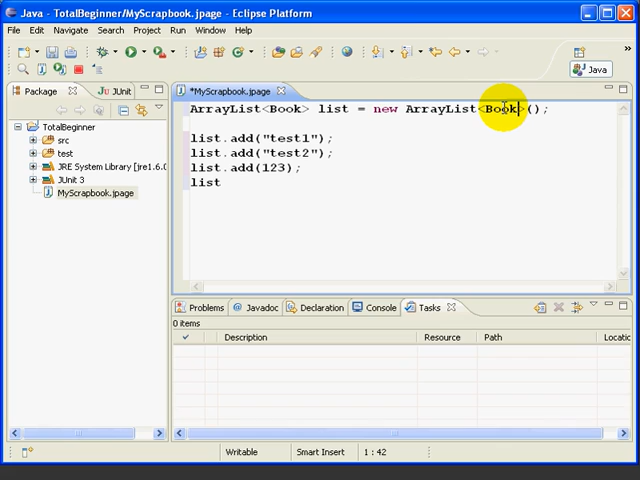 Java - TotalBeginner/MyScrapbook.jpage - Eclipse Platform
File Edit Navigate Search Project Run Window Help
Java
Package
JUnit
*MyScrapbook.jpage
TotalBeginner
src
test
JRE System Library [jre1.6.0
JUnit 3
MyScrapbook.jpage
ArrayList<Book> list = new ArrayList<Book>();
list.add("test1");
list.add("test2");
list.add(123);
list
Problems Javadoc Declaration Console Tasks
0 items
Description Resource Path Locatio
Writable Smart Insert 1 : 42